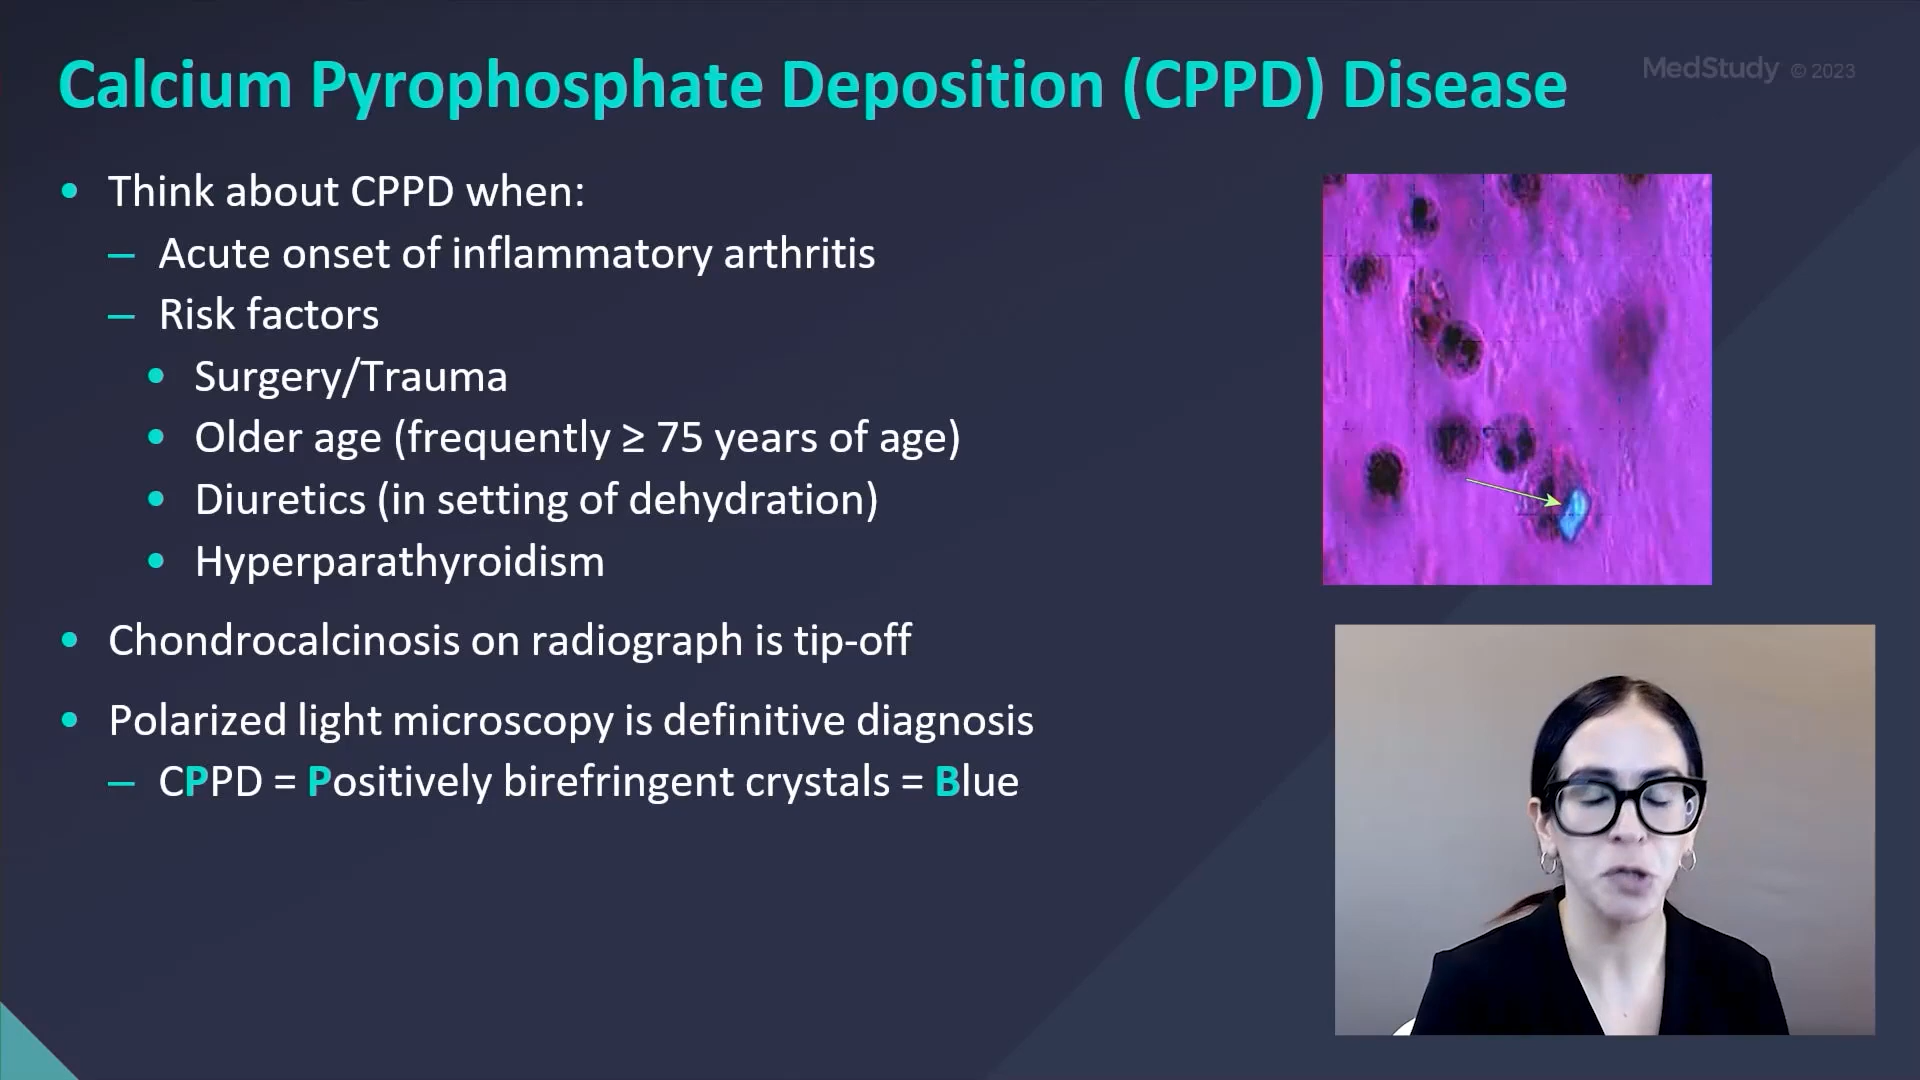 Calcium Pyrophosphate Deposition (CPPD) Disease
MedStudy © 2023
• Think about CPPD when:
– Acute onset of inflammatory arthritis
– Risk factors
• Surgery/Trauma
• Older age (frequently ≥ 75 years of age)
• Diuretics (in setting of dehydration)
• Hyperparathyroidism
• Chondrocalcinosis on radiograph is tip-off
• Polarized light microscopy is definitive diagnosis
– CPPD = Positively birefringent crystals = Blue